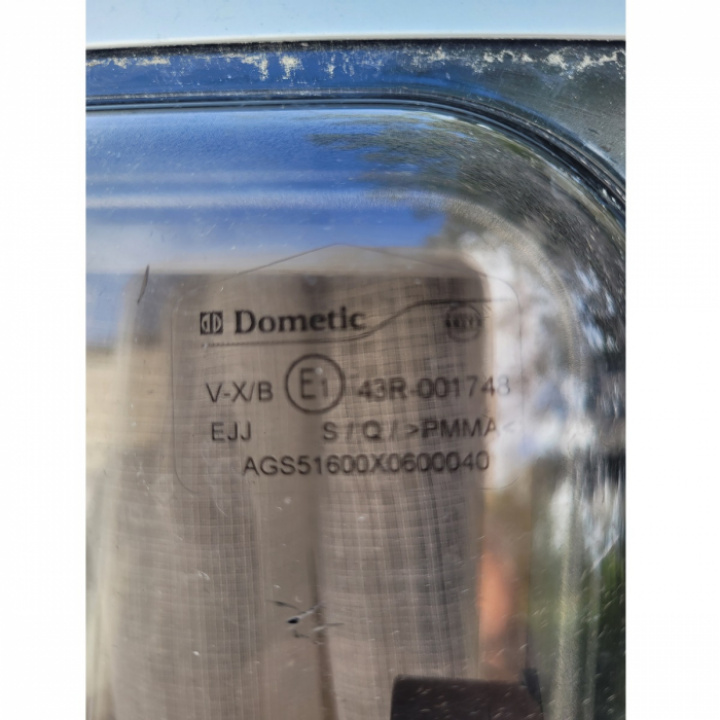 Dometic
V-X/B E1 43R-001748
EJJ S / Q / >PMMA<
AGS51600X0600040